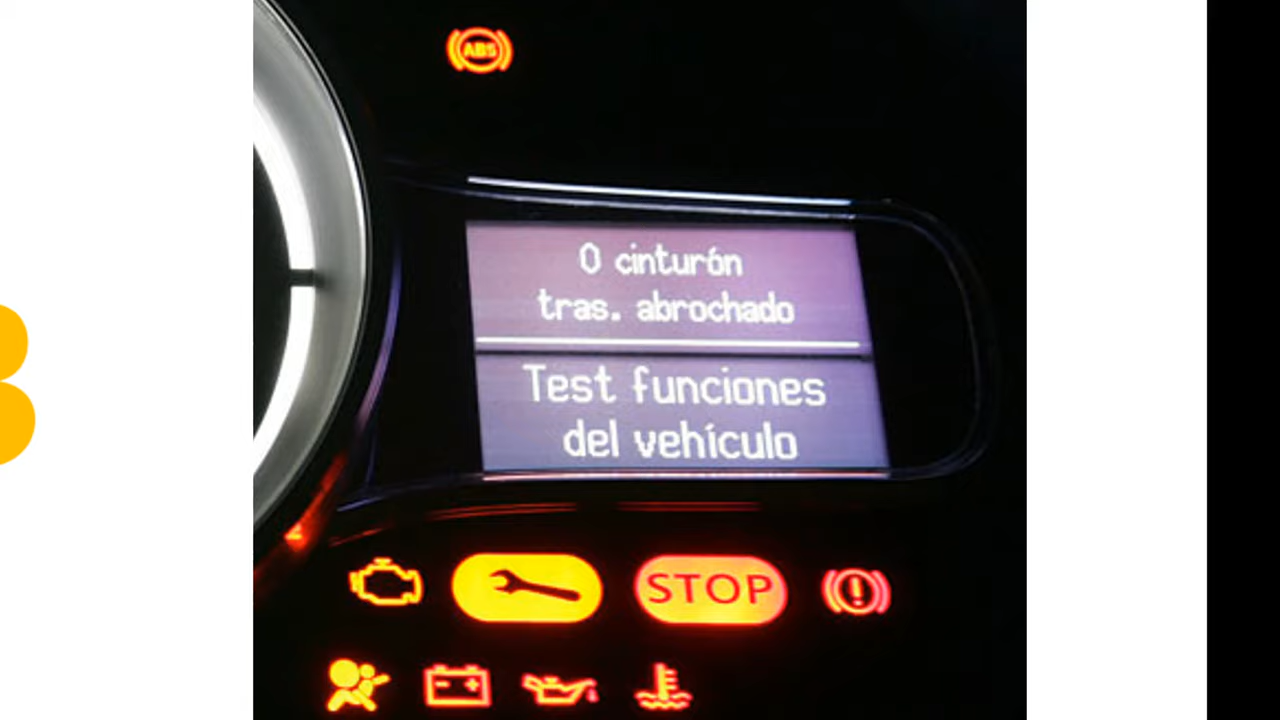 ABS
0 cinturón
tras. abrochado
Test funciones
del vehículo
STOP